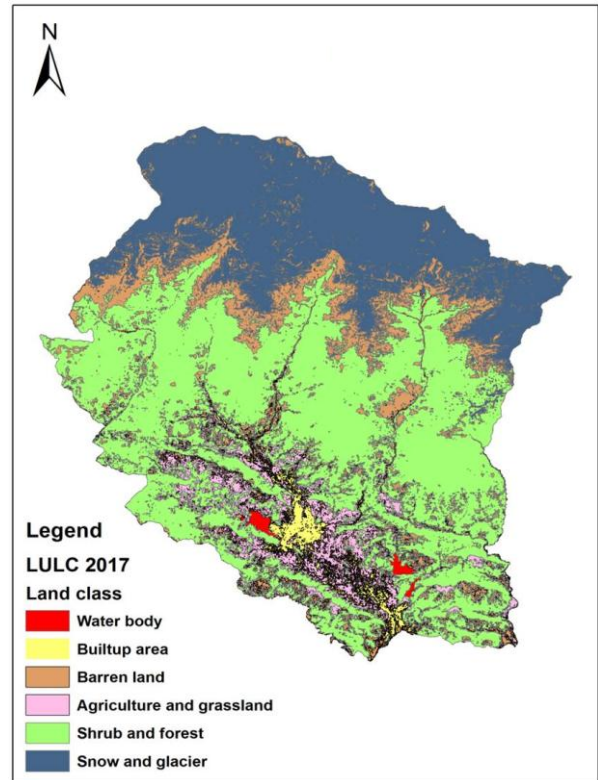 N
Legend
LULC 2017
Land class
Water body
Builtup area
Barren land
Agriculture and grassland
Shrub and forest
Snow and glacier